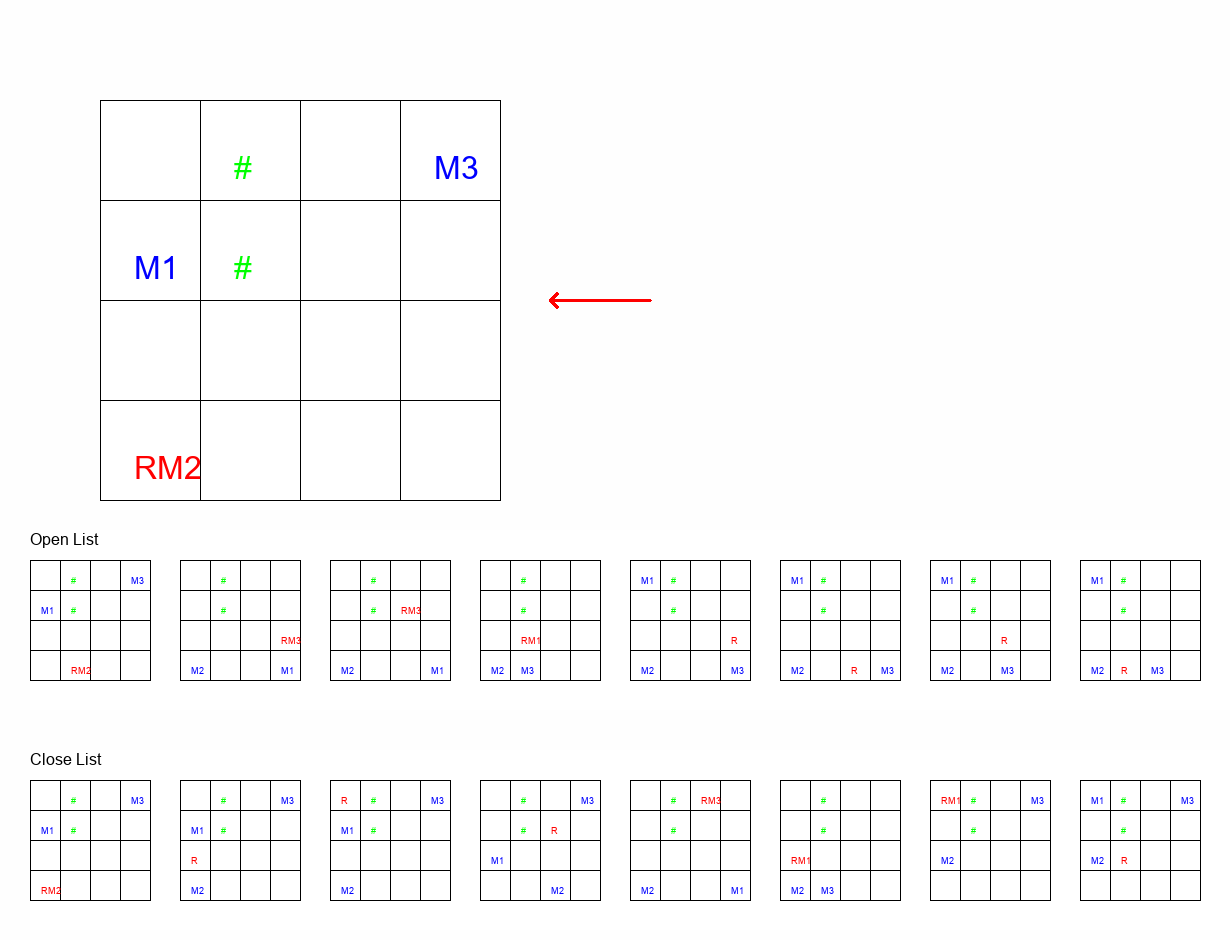 # M3
M1 #
RM2
Open List
# M3 # # # M1 # M1 # M1 # M1 #
M1 # # # RM3 # # # # #
RM3 RM1 R R
RM2 M2 M1 M2 M1 M2 M3 M2 M3 M2 R M3 M2 M3 M2 R M3
Close List
# M3 # M3 R # M3 # M3 # RM3 # RM1 # M3 M1 # M3
M1 # M1 # M1 # # R # # # #
R M1 RM1 M2 M2 R
RM2 M2 M2 M2 M2 M1 M2 M3